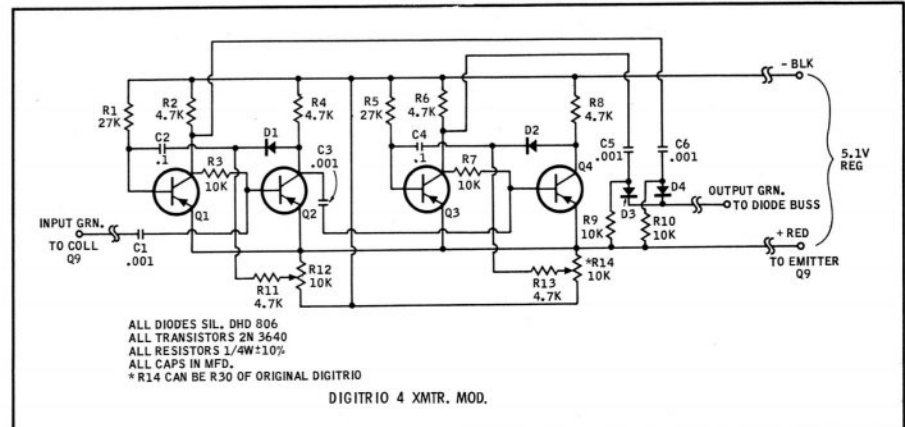 - BLK
R1
27K
R2
4.7K
R4
4.7K
R5
27K
R6
4.7K
R8
4.7K
5.1V
REG
C2
.1
D1
C3
.001
C4
.1
D2
C5
.001
C6
.001
R3
10K
R7
10K
Q4
Q1
Q2
Q3
D3
D4
OUTPUT GRN.
TO DIODE BUSS
R9
10K
R10
10K
INPUT GRN.
TO COLL
Q9
C1
.001
+ RED
TO EMITTER
Q9
R11
4.7K
R12
10K
R13
4.7K
*R14
10K
ALL DIODES SIL. DHD 806
ALL TRANSISTORS 2N 3640
ALL RESISTORS 1/4W±10%
ALL CAPS IN MFD.
* R14 CAN BE R30 OF ORIGINAL DIGITRIO
DIGITRIO 4 XMTR. MOD.